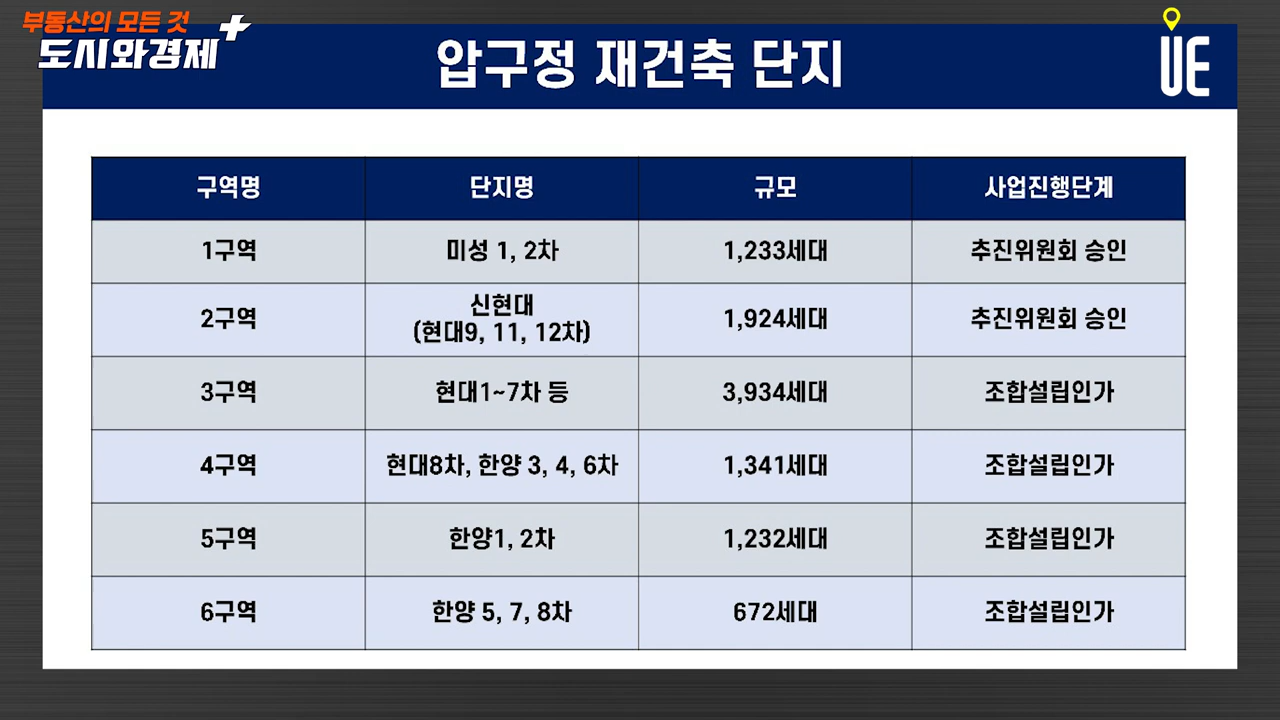 부동산의 모든 것
도시와경제+
압구정 재건축 단지
UE
구역명 단지명 규모 사업진행단계
1구역 미성 1, 2차 1,233세대 추진위원회 승인
2구역 신현대 (현대9, 11, 12차) 1,924세대 추진위원회 승인
3구역 현대1~7차 등 3,934세대 조합설립인가
4구역 현대8차, 한양 3, 4, 6차 1,341세대 조합설립인가
5구역 한양1, 2차 1,232세대 조합설립인가
6구역 한양 5, 7, 8차 672세대 조합설립인가